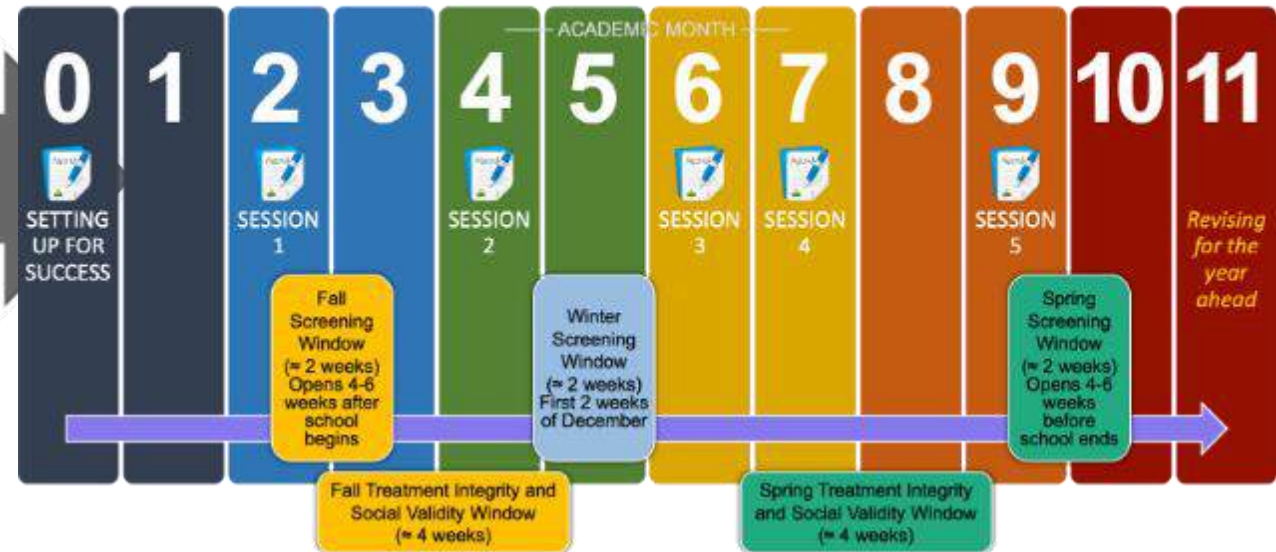 ACADEMIC MONTH
0
1
2
3
4
5
6
7
8
9
10
11
SETTING
UP FOR
SUCCESS
SESSION
1
SESSION
2
SESSION
3
SESSION
4
SESSION
5
Revising
for the
year
ahead
Fall
Screening
Window
(≈ 2 weeks)
Opens 4-6
weeks after
school
begins
Winter
Screening
Window
(≈ 2 weeks)
First 2 weeks
of December
Spring
Screening
Window
(≈ 2 weeks)
Opens 4-6
weeks
before
school ends
Fall Treatment Integrity and
Social Validity Window
(≈ 4 weeks)
Spring Treatment Integrity
and Social Validity Window
(≈ 4 weeks)